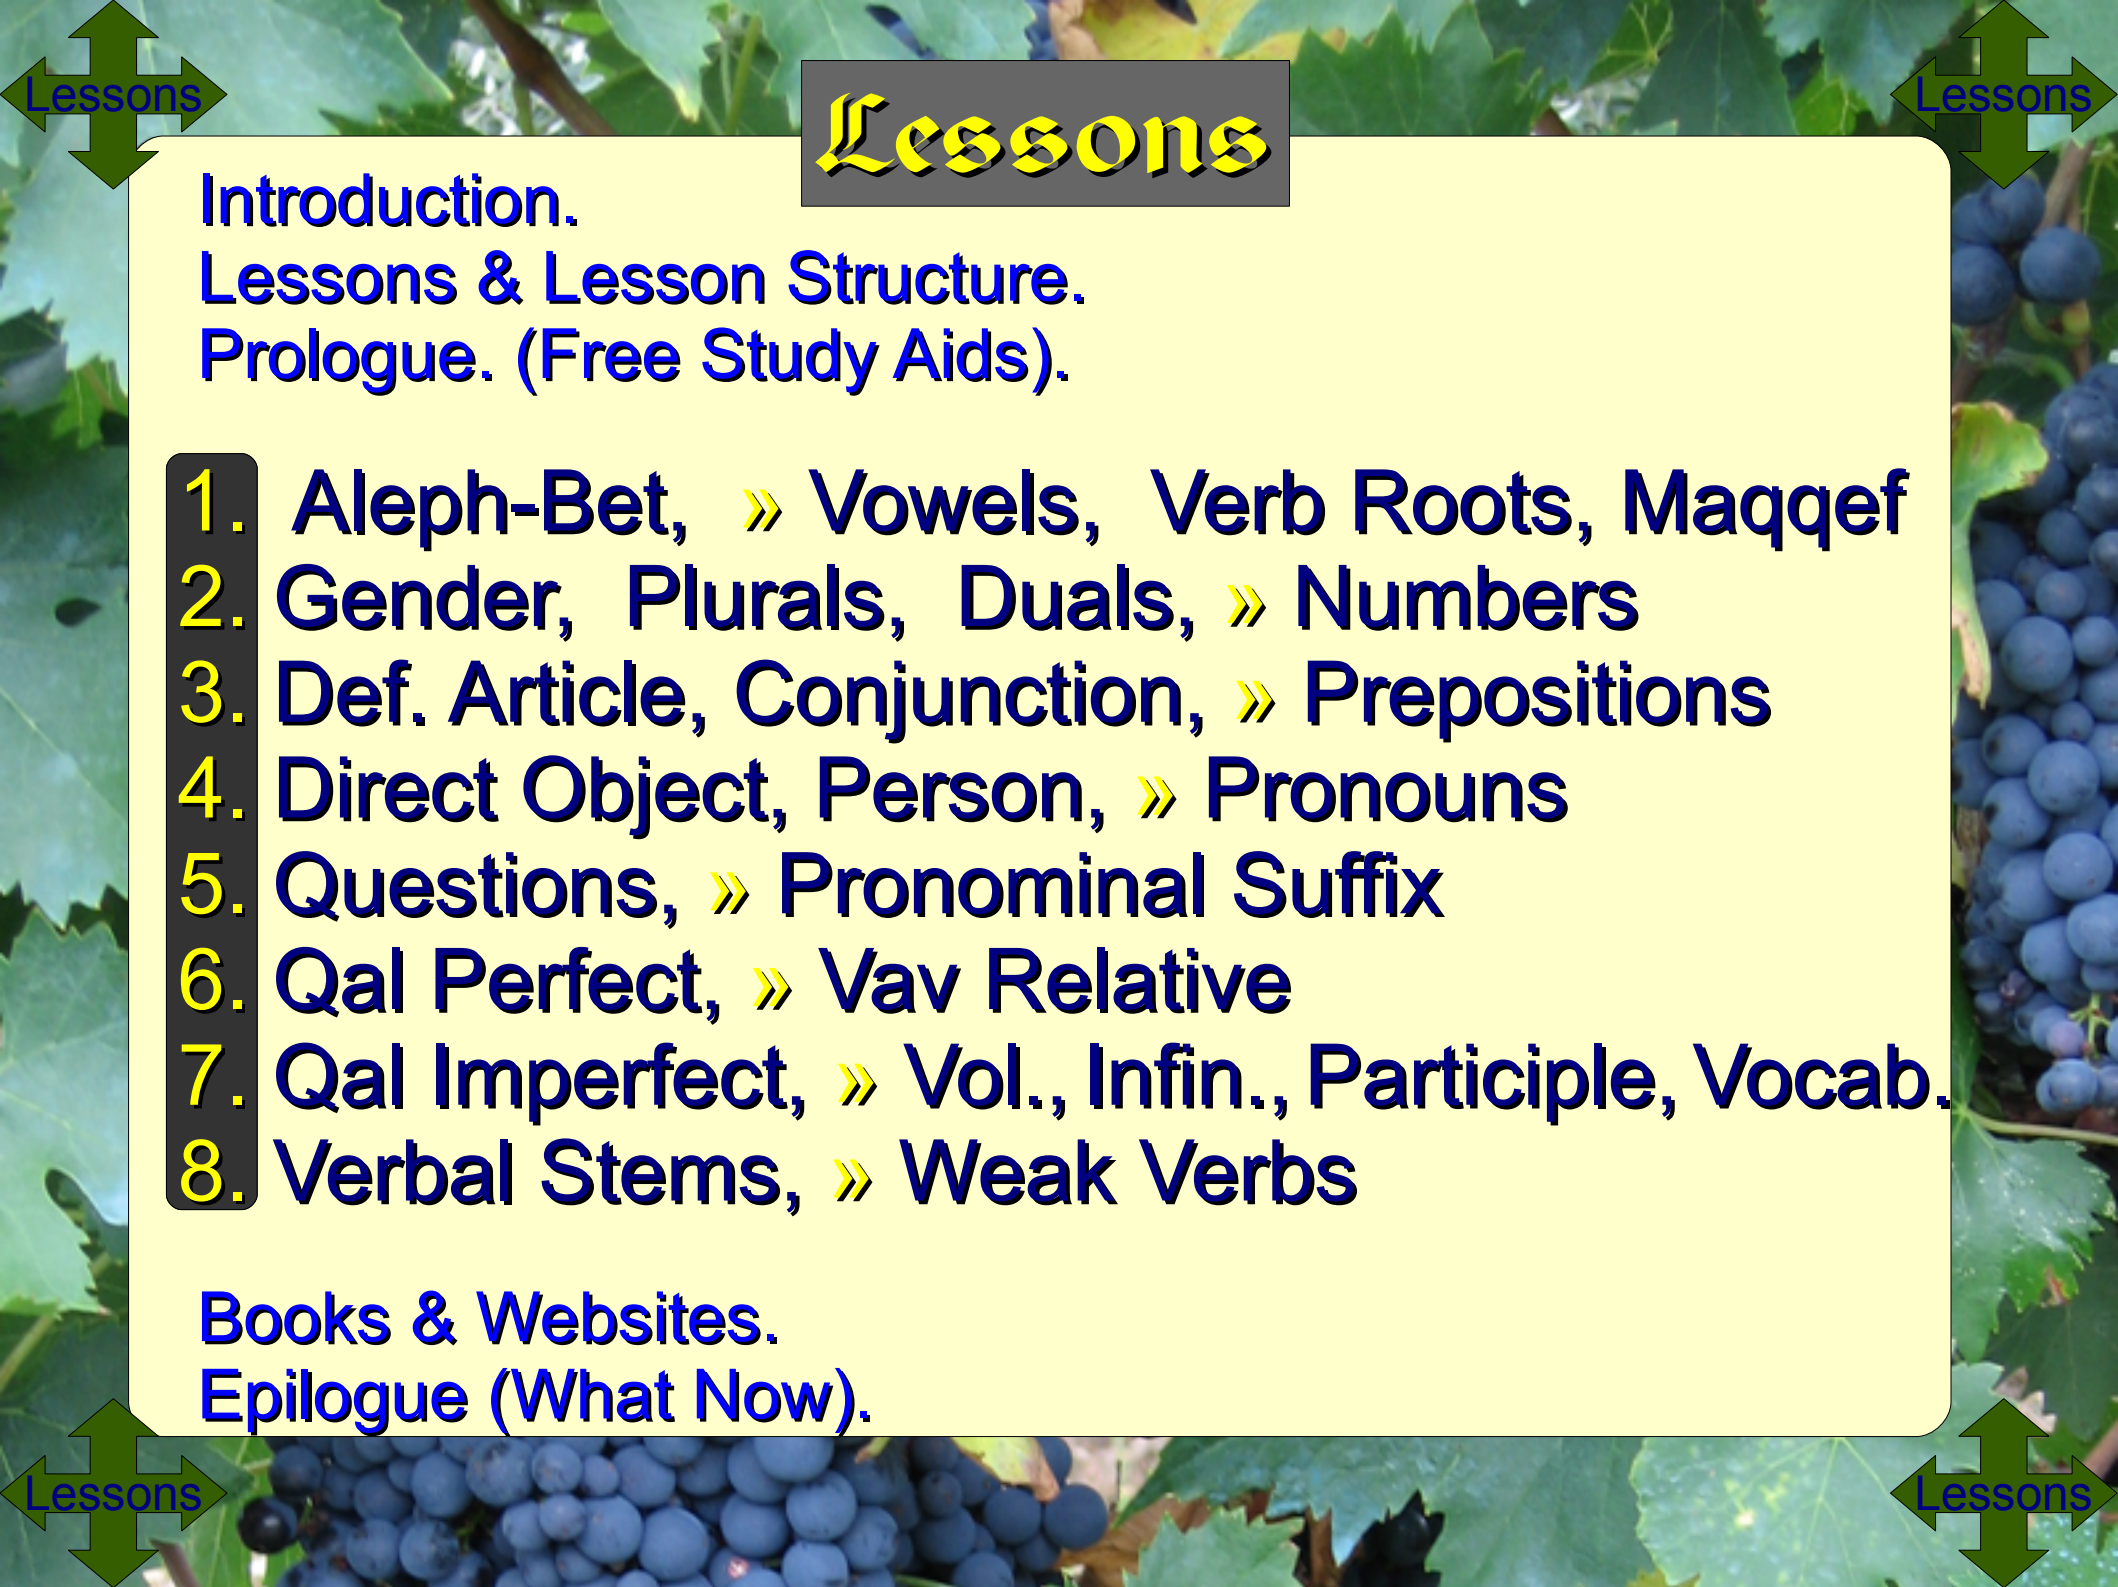 Lessons
Lessons
Lessons
Introduction.
Lessons & Lesson Structure.
Prologue. (Free Study Aids).
1. Aleph-Bet, » Vowels, Verb Roots, Maqqef
2. Gender, Plurals, Duals, » Numbers
3. Def. Article, Conjunction, » Prepositions
4. Direct Object, Person, » Pronouns
5. Questions, » Pronominal Suffix
6. Qal Perfect, » Vav Relative
7. Qal Imperfect, » Vol., Infin., Participle, Vocab.
8. Verbal Stems, » Weak Verbs
Books & Websites.
Epilogue (What Now).
Lessons
Lessons